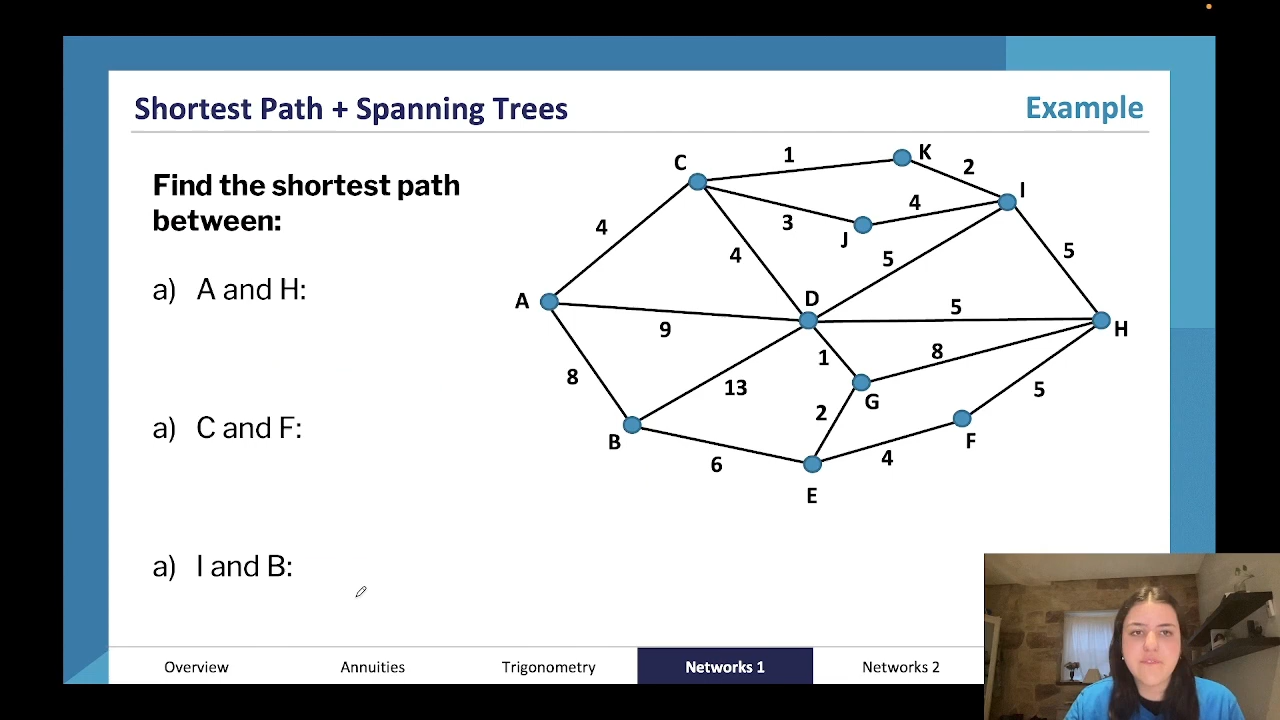 Shortest Path + Spanning Trees
Example
Find the shortest path
between:
a) A and H:
a) C and F:
a) I and B:
C
1
K
2
I
4
3
J
4
4
5
5
A
D
5
H
9
1
8
8
13
G
5
2
B
F
6
4
E
Overview
Annuities
Trigonometry
Networks 1
Networks 2